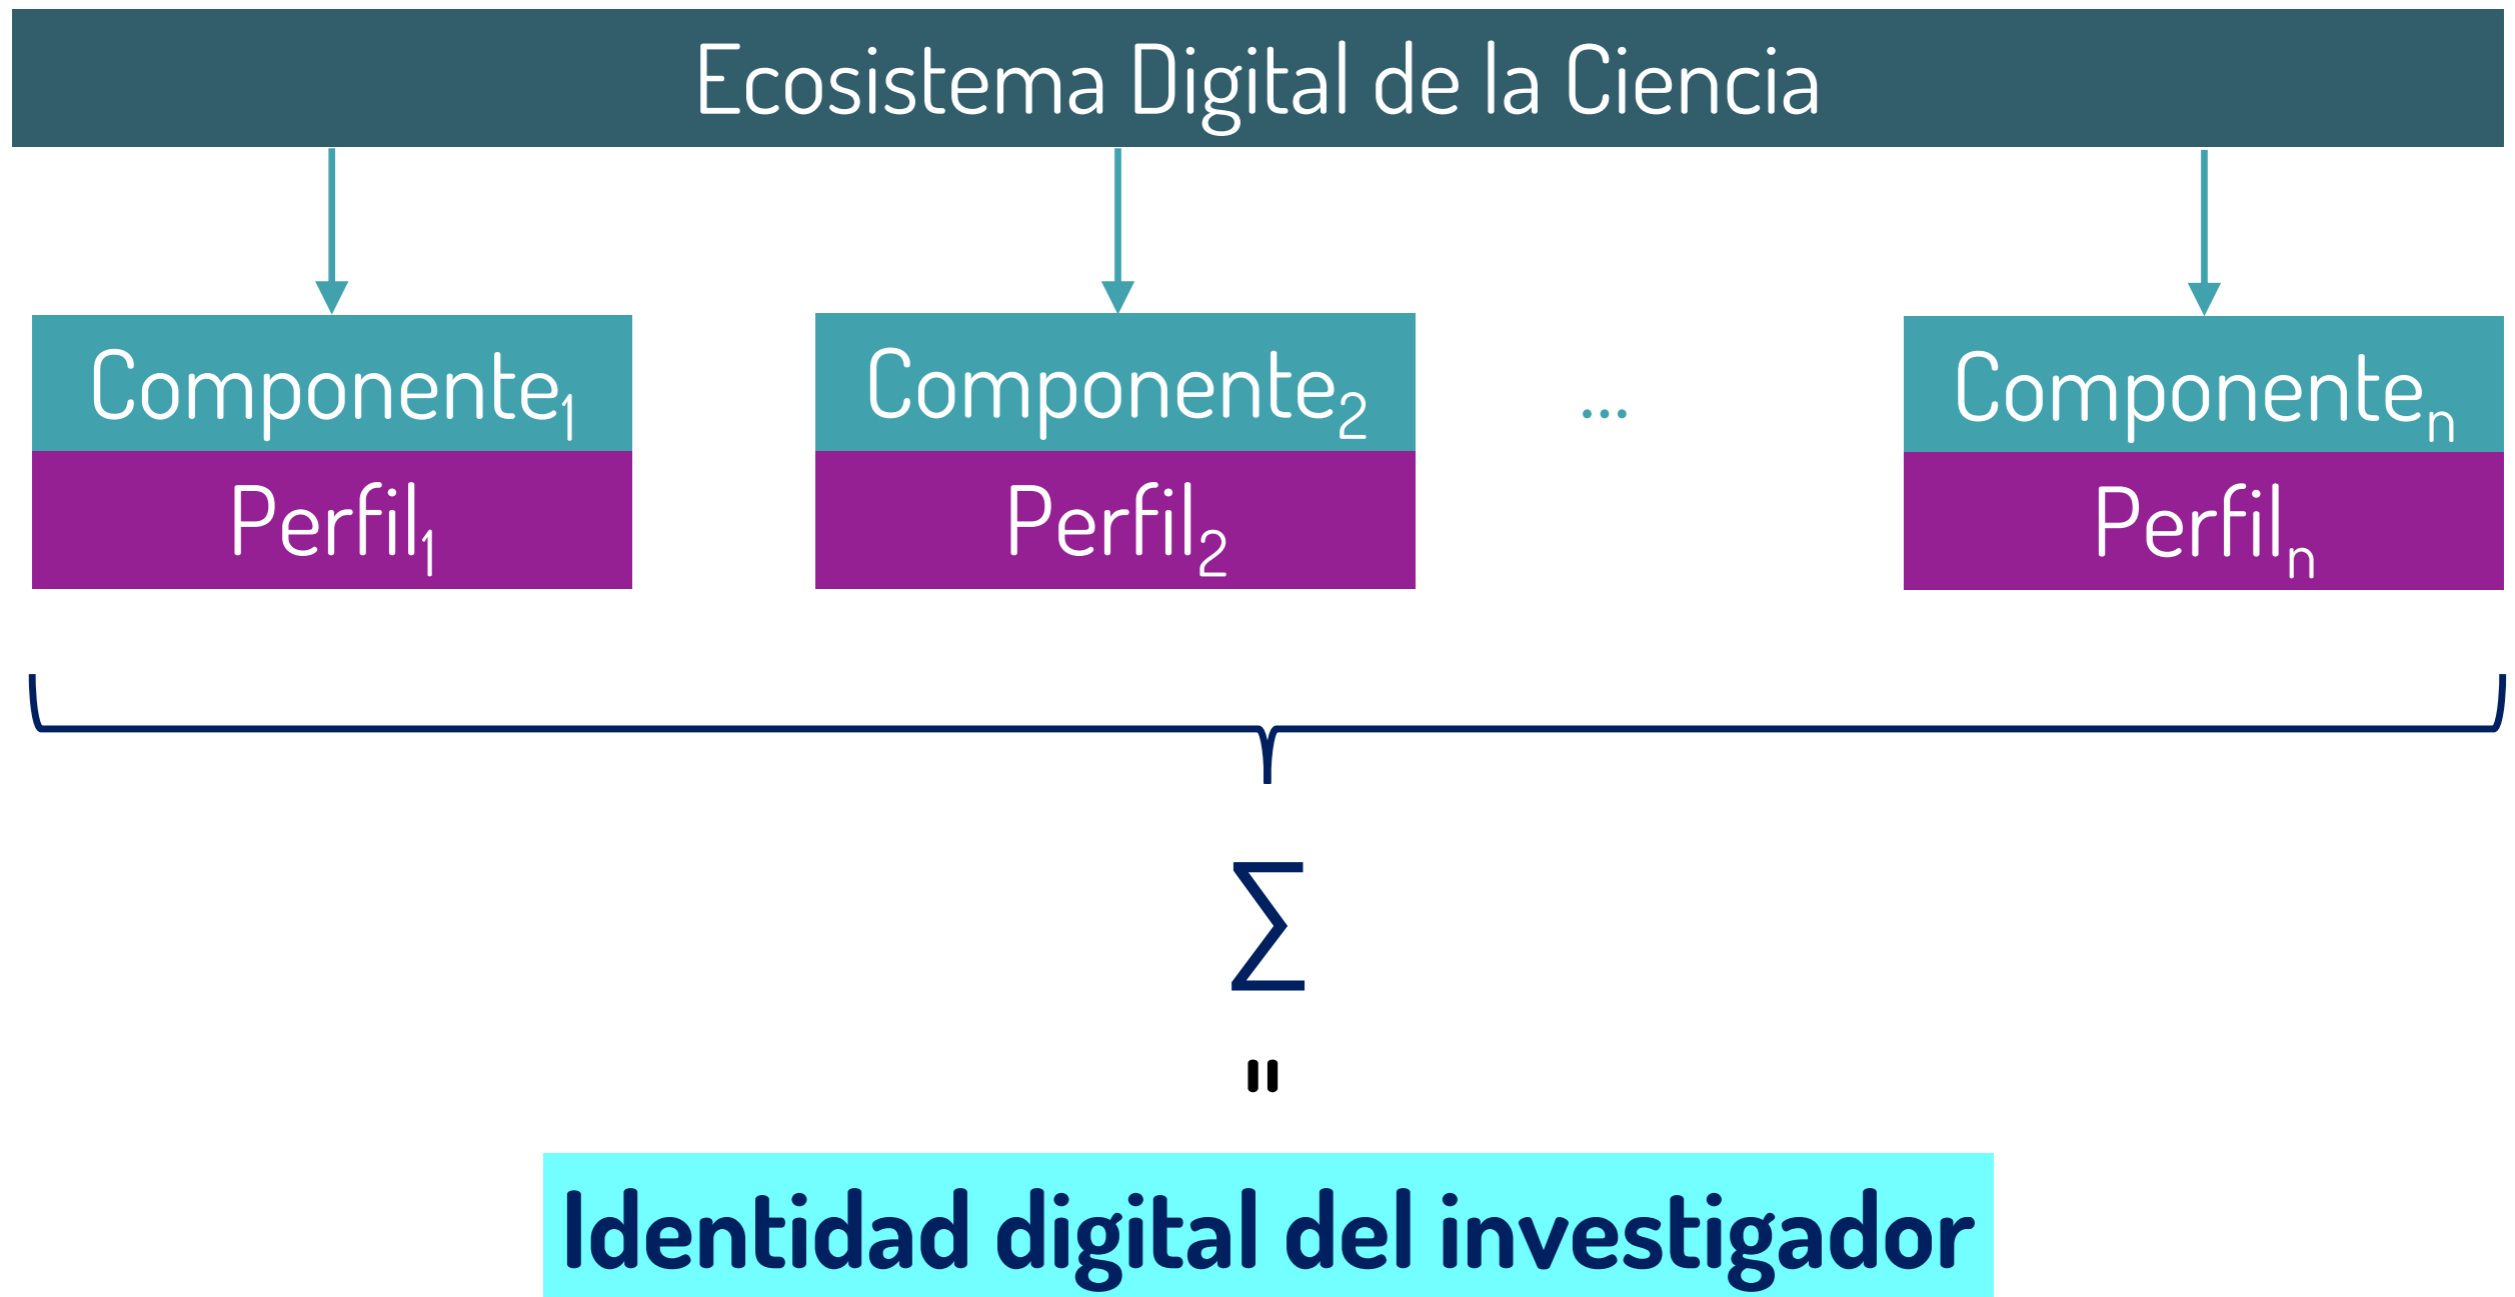 Ecosistema Digital de la Ciencia
Componente₁
Perfil₁
Componente₂
Perfil₂
...
Componenteₙ
Perfilₙ
∑
=
Identidad digital del investigador